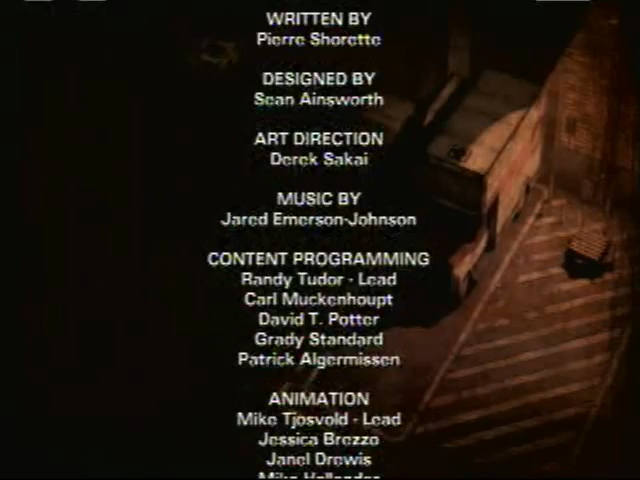 WRITTEN BY
Pierre Shorette
DESIGNED BY
Sean Ainsworth
ART DIRECTION
Derek Sakai
MUSIC BY
Jared Emerson-Johnson
CONTENT PROGRAMMING
Randy Tudor - Lead
Carl Muckenhoupt
David T. Potter
Grady Standard
Patrick Algermissen
ANIMATION
Mike Tjosvold - Lead
Jessica Brezzo
Janel Drewis
Mike